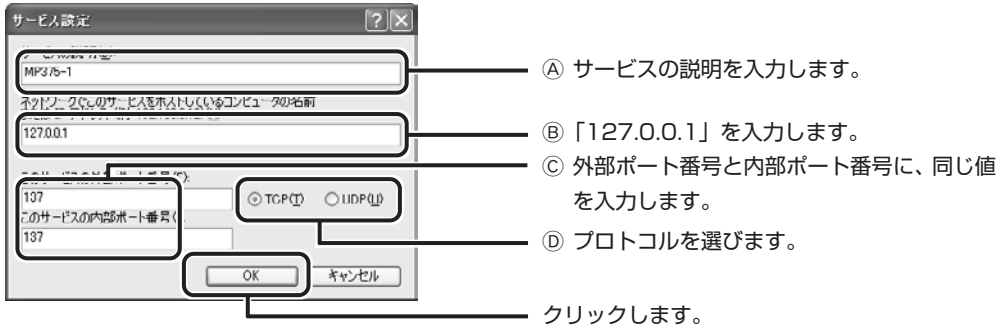 サービス設定
MP375-1
ネットワークでこのサービスをホストしているコンピュータの名前
127.0.0.1
137
TCP(T) UDP(U)
このサービスの内部ポート番号
137
OK キャンセル
Ⓐ サービスの説明を入力します。
Ⓑ 「127.0.0.1」を入力します。
Ⓒ 外部ポート番号と内部ポート番号に、同じ値
を入力します。
Ⓓ プロトコルを選びます。
クリックします。